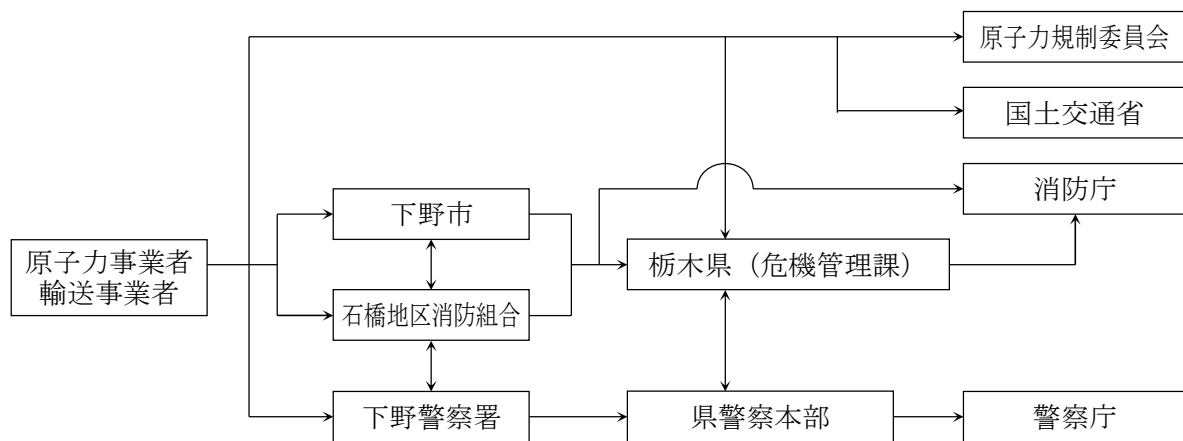 原子力規制委員会
国土交通省
消防庁
下野市
栃木県（危機管理課）
原子力事業者
輸送事業者
石橋地区消防組合
下野警察署
県警察本部
警察庁